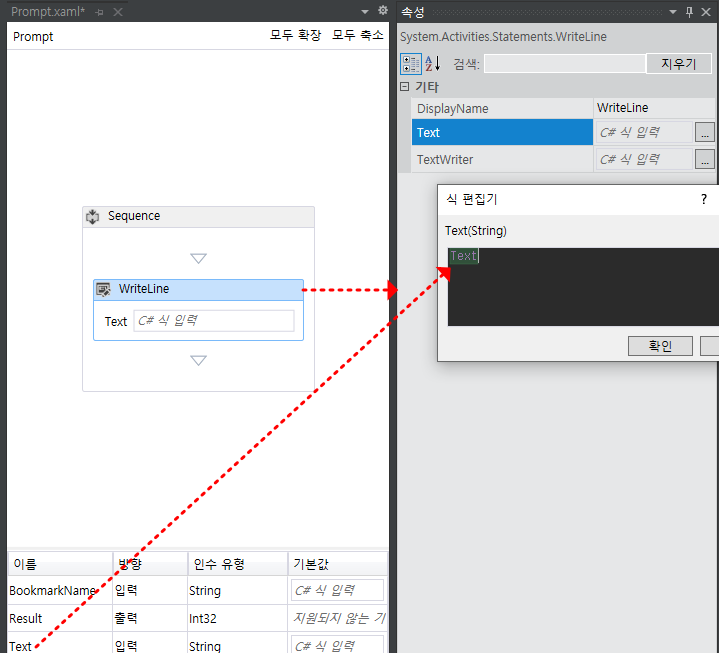 Prompt.xaml*
Prompt
모두 확장 모두 축소
Sequence
WriteLine
Text C# 식 입력
이름 방향 인수 유형 기본값
BookmarkName 입력 String C# 식 입력
Result 출력 Int32 지원되지 않는 기
Text 입력 String C# 식 입력
속성
System.Activities.Statements.WriteLine
검색: 지우기
기타
DisplayName WriteLine
Text C# 식 입력 ...
TextWriter C# 식 입력 ...
식 편집기 ?
Text(String)
Text
확인